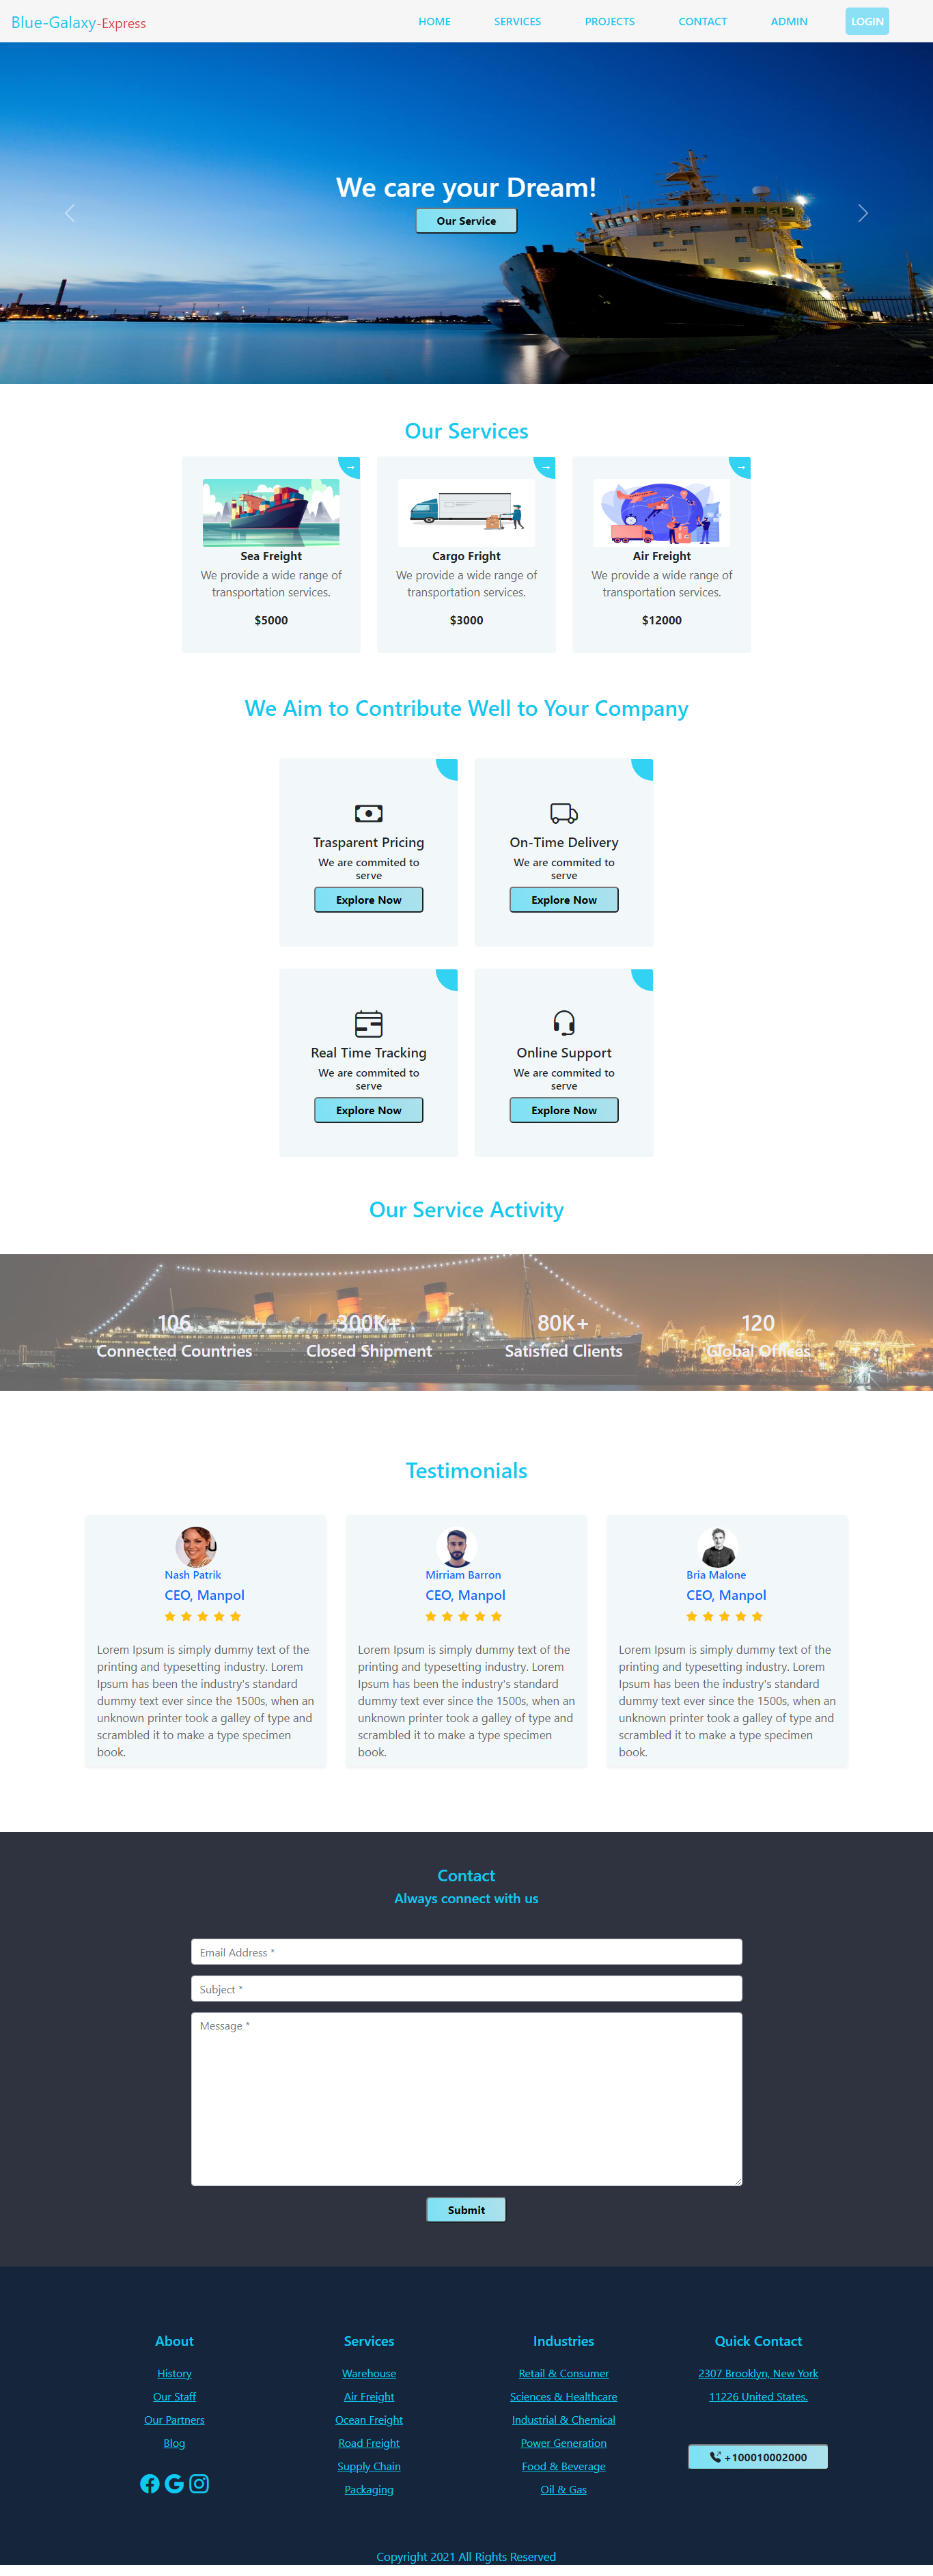 Blue-Galaxy-Express
HOME SERVICES PROJECTS CONTACT ADMIN LOGIN
We care your Dream!
Our Service
Our Services
→ → →
Sea Freight
We provide a wide range of
transportation services.
$5000
Cargo Fright
We provide a wide range of
transportation services.
$3000
Air Freight
We provide a wide range of
transportation services.
$12000
We Aim to Contribute Well to Your Company
Trasparent Pricing
We are commited to
serve
Explore Now
On-Time Delivery
We are commited to
serve
Explore Now
Real Time Tracking
We are commited to
serve
Explore Now
Online Support
We are commited to
serve
Explore Now
Our Service Activity
106
Connected Countries
300K+
Closed Shipment
80K+
Satisfied Clients
120
Global Offices
Testimonials
Nash Patrik
CEO, Manpol
Lorem Ipsum is simply dummy text of the
printing and typesetting industry. Lorem
Ipsum has been the industry's standard
dummy text ever since the 1500s, when an
unknown printer took a galley of type and
scrambled it to make a type specimen
book.
Mirriam Barron
CEO, Manpol
Lorem Ipsum is simply dummy text of the
printing and typesetting industry. Lorem
Ipsum has been the industry's standard
dummy text ever since the 1500s, when an
unknown printer took a galley of type and
scrambled it to make a type specimen
book.
Bria Malone
CEO, Manpol
Lorem Ipsum is simply dummy text of the
printing and typesetting industry. Lorem
Ipsum has been the industry's standard
dummy text ever since the 1500s, when an
unknown printer took a galley of type and
scrambled it to make a type specimen
book.
Contact
Always connect with us
Email Address *
Subject *
Message *
Submit
About
History
Our Staff
Our Partners
Blog
Services
Warehouse
Air Freight
Ocean Freight
Road Freight
Supply Chain
Packaging
Industries
Retail & Consumer
Sciences & Healthcare
Industrial & Chemical
Power Generation
Food & Beverage
Oil & Gas
Quick Contact
2307 Brooklyn, New York
11226 United States.
+100010002000
Copyright 2021 All Rights Reserved